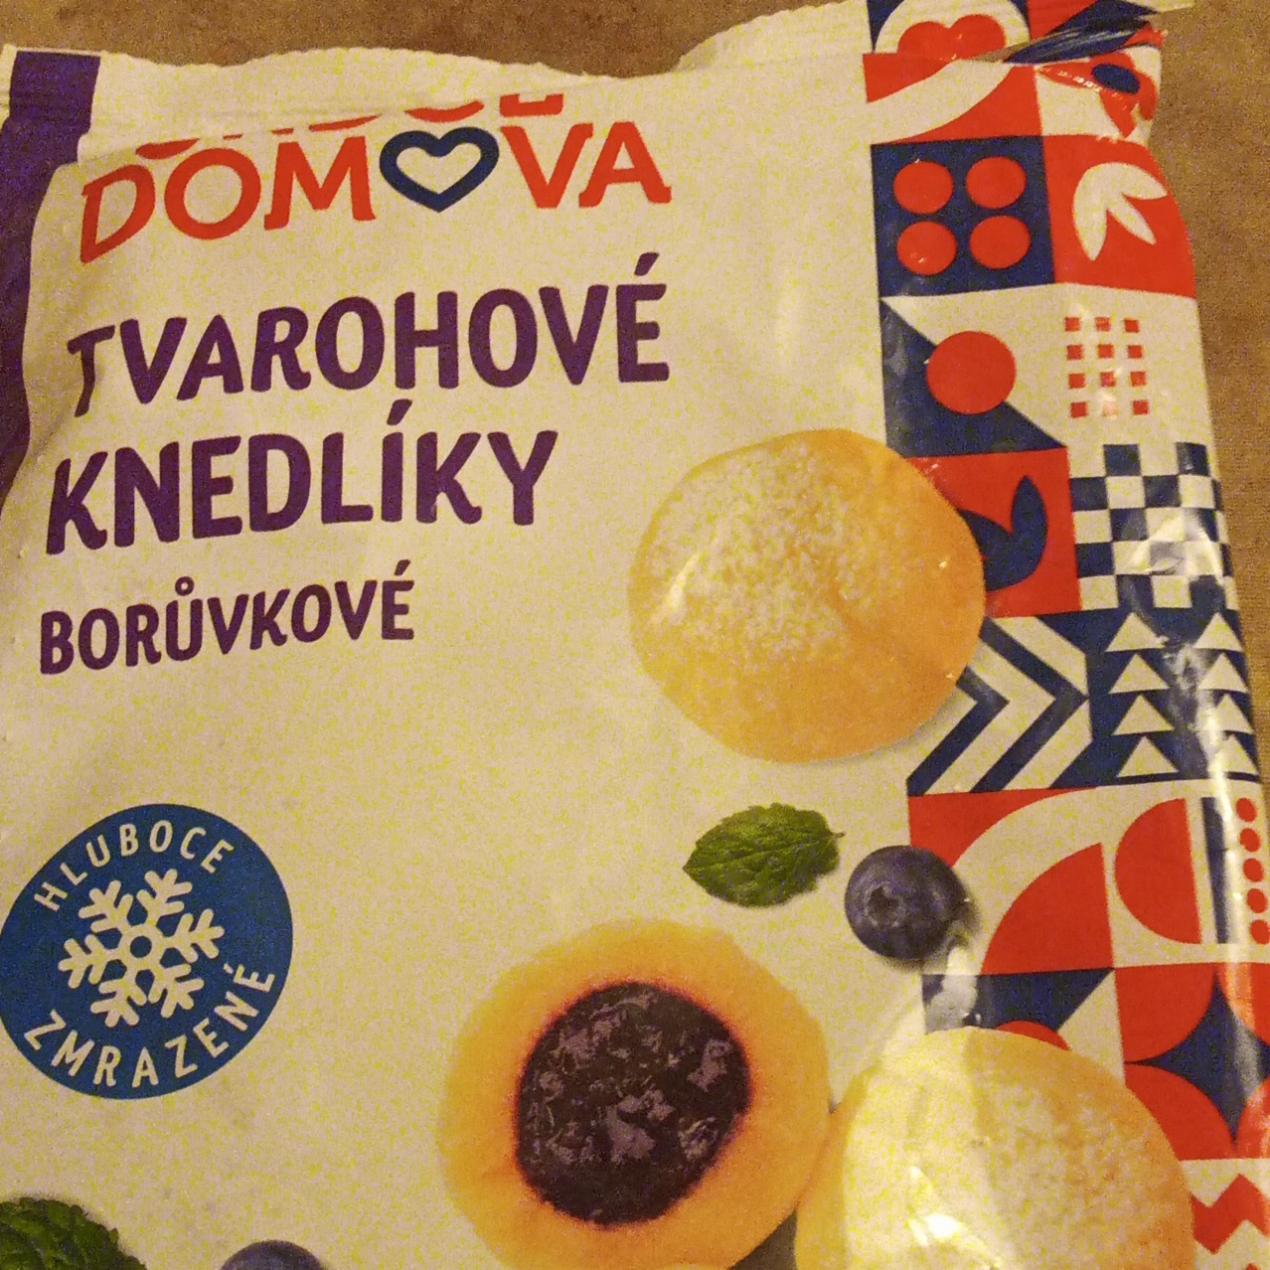 DOMOVA
TVAROHOVÉ
KNEDLÍKY
BORŮVKOVÉ
HLUBOCE
ZMRAZENÉ